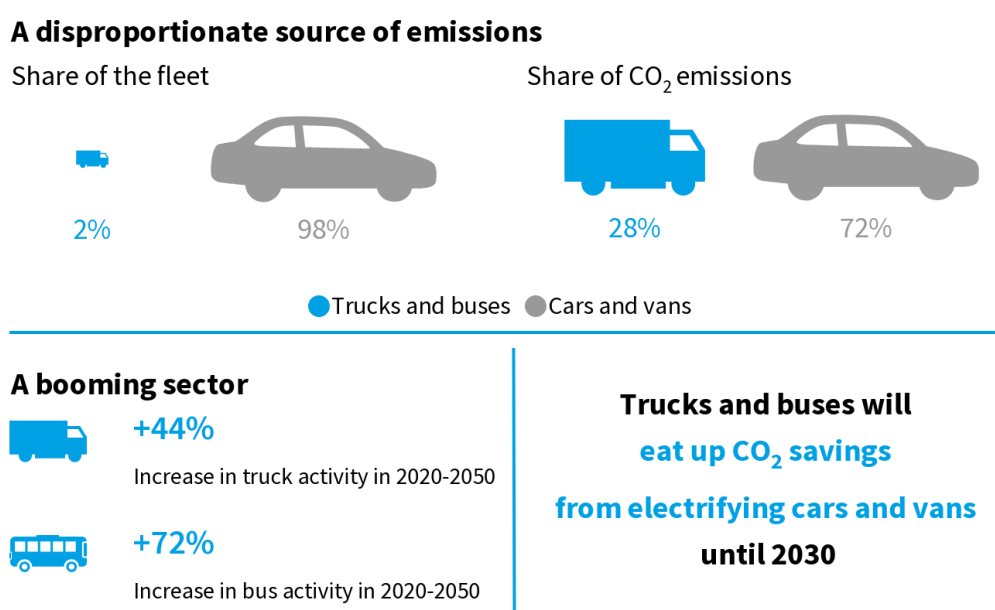 A disproportionate source of emissions
Share of the fleet
Share of CO₂ emissions
2%
98%
28%
72%
Trucks and buses
Cars and vans
A booming sector
+44%
Increase in truck activity in 2020-2050
+72%
Increase in bus activity in 2020-2050
Trucks and buses will
eat up CO₂ savings
from electrifying cars and vans
until 2030